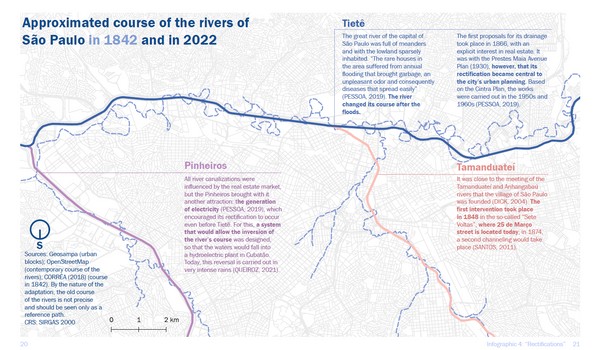 Approximated course of the rivers of
São Paulo in 1842 and in 2022
Tietê
The great river of the capital of
São Paulo was full of meanders
and with the lowland sparsely
inhabited. "The rare houses in
the area suffered from annual
flooding that brought garbage, an
unpleasant odor and consequently
diseases that spread easily"
(PESSOA, 2019). The river
changed its course after the
floods.
The first proposals for its drainage
took place in 1866, with an
explicit interest in real estate. It
was with the Prestes Maia Avenue
Plan (1930), however, that its
rectification become central to
the city's urban planning. Based
on the Centra Plan, the works
were carried out in the 1950s and
1960s (PESSOA, 2019).
Pinheiros
All river canalizations were
influenced by the real estate market,
but the Pinheiros brought with it
another attraction: the generation
of electricity (PESSOA, 2019), which
encouraged its rectification to occur
even before Tietê. For this, a system
that would allow the inversion of
the river's course was designed,
so that the waters would fall into
a hydroelectric plant in Cubatão.
Today, this reversal is carried out in
very intense rains (QUEIROZ, 2021).
Tamanduateí
It was close to the meeting of the
Tamanduateí and Anhangabaú
rivers that the village of São Paulo
was founded (DICK, 2004). The
first intervention took place
in 1848 in the so-called "Sete
Voltas", where 25 de Março
street is located today; in 1874,
a second channeling would take
place (SANTOS, 2011).
S
Sources: Geosampa (urban
blocks); OpenStreetMap
(contemporary course of the
rivers); CORRÊA (2018) (course
in 1842). By the nature of the
adaptation, the old course
of the rivers is not precise
and should be seen only as a
reference path.
CRS: SIRGAS 2000
0 1 2 km
20
Infographic 4 "Rectifications" 21